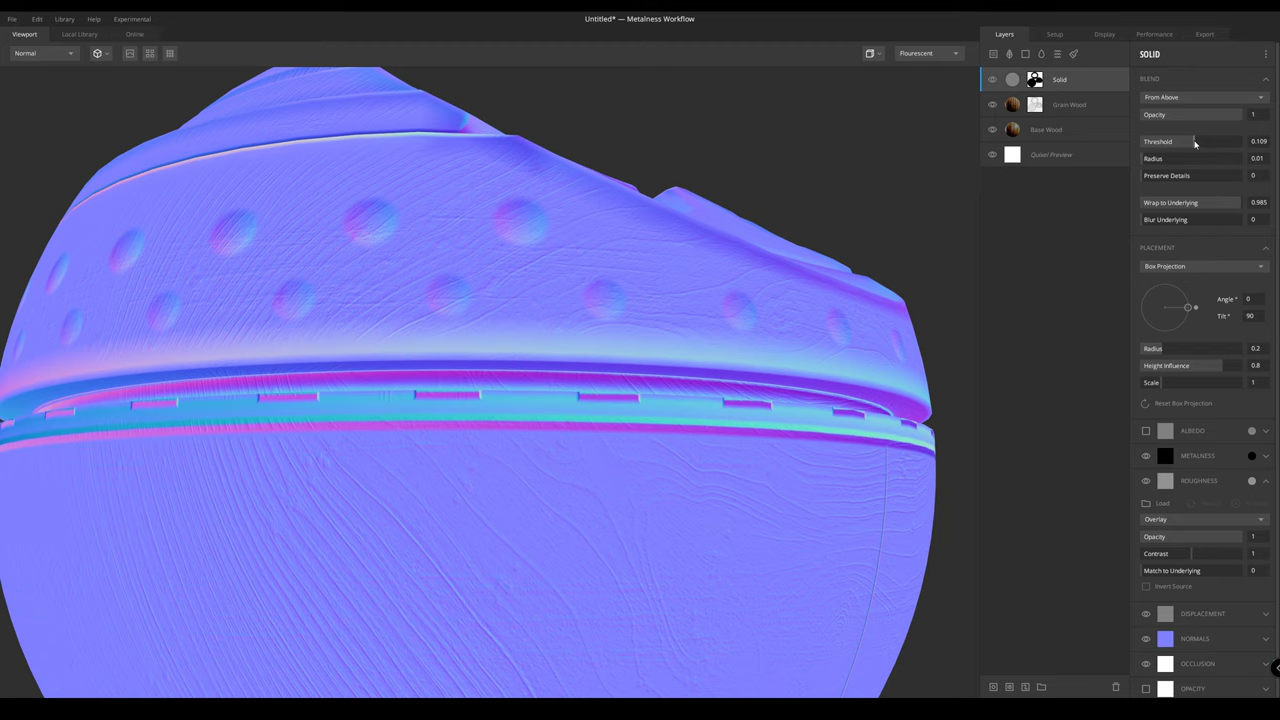 Untitled* — Metalness Workflow
File Edit Library Help Experimental
Viewport Local Library Online
Layers Setup Display Performance Export
Normal
Flourescent
Solid
Grain Wood
Base Wood
Quixel Preview
SOLID
BLEND
From Above
Opacity 1
Threshold 0.109
Radius 0.01
Preserve Details 0
Wrap to Underlying 0.985
Blur Underlying 0
PLACEMENT
Box Projection
Angle ° 0
Tilt ° 90
Radius 0.2
Height Influence 0.8
Scale 1
Reset Box Projection
ALBEDO
METALNESS
ROUGHNESS
Load
Overlay
Opacity 1
Contrast 1
Match to Underlying 0
Invert Source
DISPLACEMENT
NORMALS
OCCLUSION
OPACITY